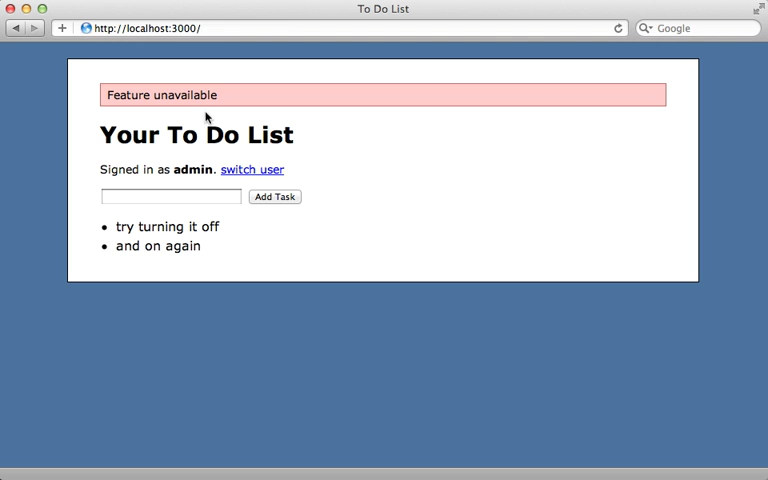 To Do List
http://localhost:3000/
Google
Feature unavailable
Your To Do List
Signed in as admin. switch user
Add Task
• try turning it off
• and on again